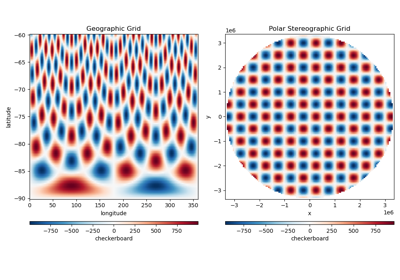 Geographic Grid
−60
−65
−70
−75
−80
−85
−90
latitude
0 50 100 150 200 250 300 350
longitude
−750 −500 −250 0 250 500 750
checkerboard
Polar Stereographic Grid
1e6
3
2
1
0
−1
−2
−3
y
−3 −2 −1 0 1 2 3
1e6
x
−750 −500 −250 0 250 500 750
checkerboard